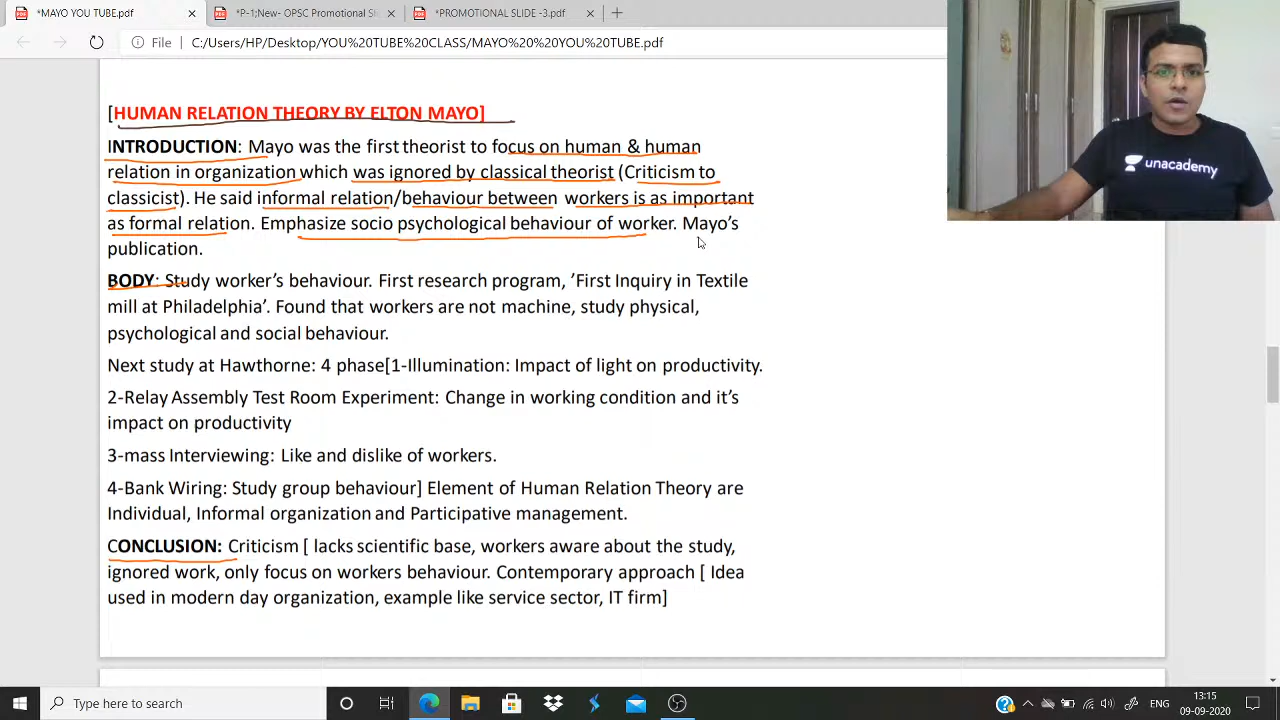 *MAYO YOU TUBE.pdf
*P-1;New- OPSC Promotional Sl
*PROMOTIONAL SLIDE -3.pdf
File
C:/Users/HP/Desktop/YOU%20TUBE%20CLASS/MAYO%20%20YOU%20TUBE.pdf
unacademy
[HUMAN RELATION THEORY BY ELTON MAYO]
INTRODUCTION: Mayo was the first theorist to focus on human & human
relation in organization which was ignored by classical theorist (Criticism to
classicist). He said informal relation/behaviour between workers is as important
as formal relation. Emphasize socio psychological behaviour of worker. Mayo's
publication.
BODY: Study worker's behaviour. First research program, 'First Inquiry in Textile
mill at Philadelphia'. Found that workers are not machine, study physical,
psychological and social behaviour.
Next study at Hawthorne: 4 phase[1-Illumination: Impact of light on productivity.
2-Relay Assembly Test Room Experiment: Change in working condition and it's
impact on productivity
3-mass Interviewing: Like and dislike of workers.
4-Bank Wiring: Study group behaviour] Element of Human Relation Theory are
Individual, Informal organization and Participative management.
CONCLUSION: Criticism [ lacks scientific base, workers aware about the study,
ignored work, only focus on workers behaviour. Contemporary approach [ Idea
used in modern day organization, example like service sector, IT firm]
Type here to search
ENG
13:15
09-09-2020